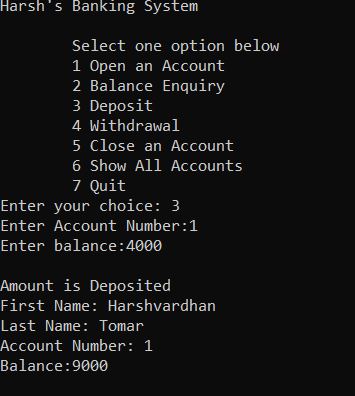 Harsh's Banking System
Select one option below
1 Open an Account
2 Balance Enquiry
3 Deposit
4 Withdrawal
5 Close an Account
6 Show All Accounts
7 Quit
Enter your choice: 3
Enter Account Number:1
Enter balance:4000
Amount is Deposited
First Name: Harshvardhan
Last Name: Tomar
Account Number: 1
Balance:9000